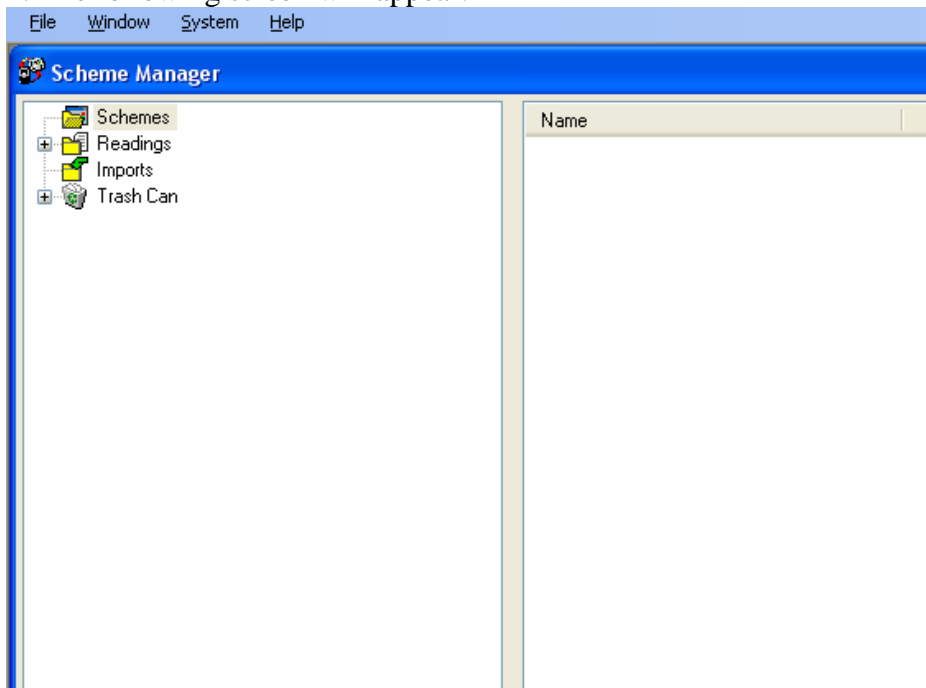 File Window System Help
Scheme Manager
Schemes
Readings
Imports
Trash Can
Name